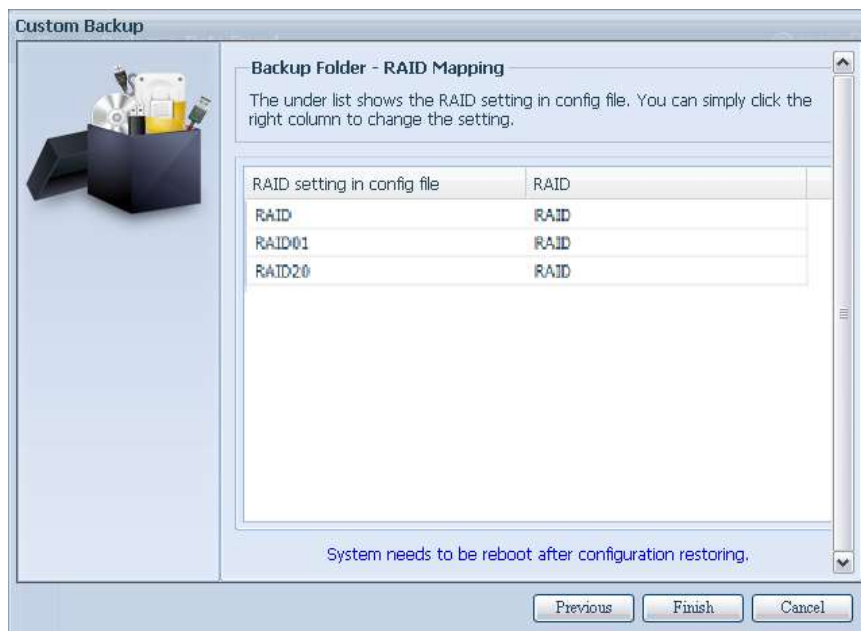 Custom Backup
Backup Folder - RAID Mapping
The under list shows the RAID setting in config file. You can simply click the
right column to change the setting.
RAID setting in config file RAID
RAID RAID
RAID01 RAID
RAID20 RAID
System needs to be reboot after configuration restoring.
Previous Finish Cancel